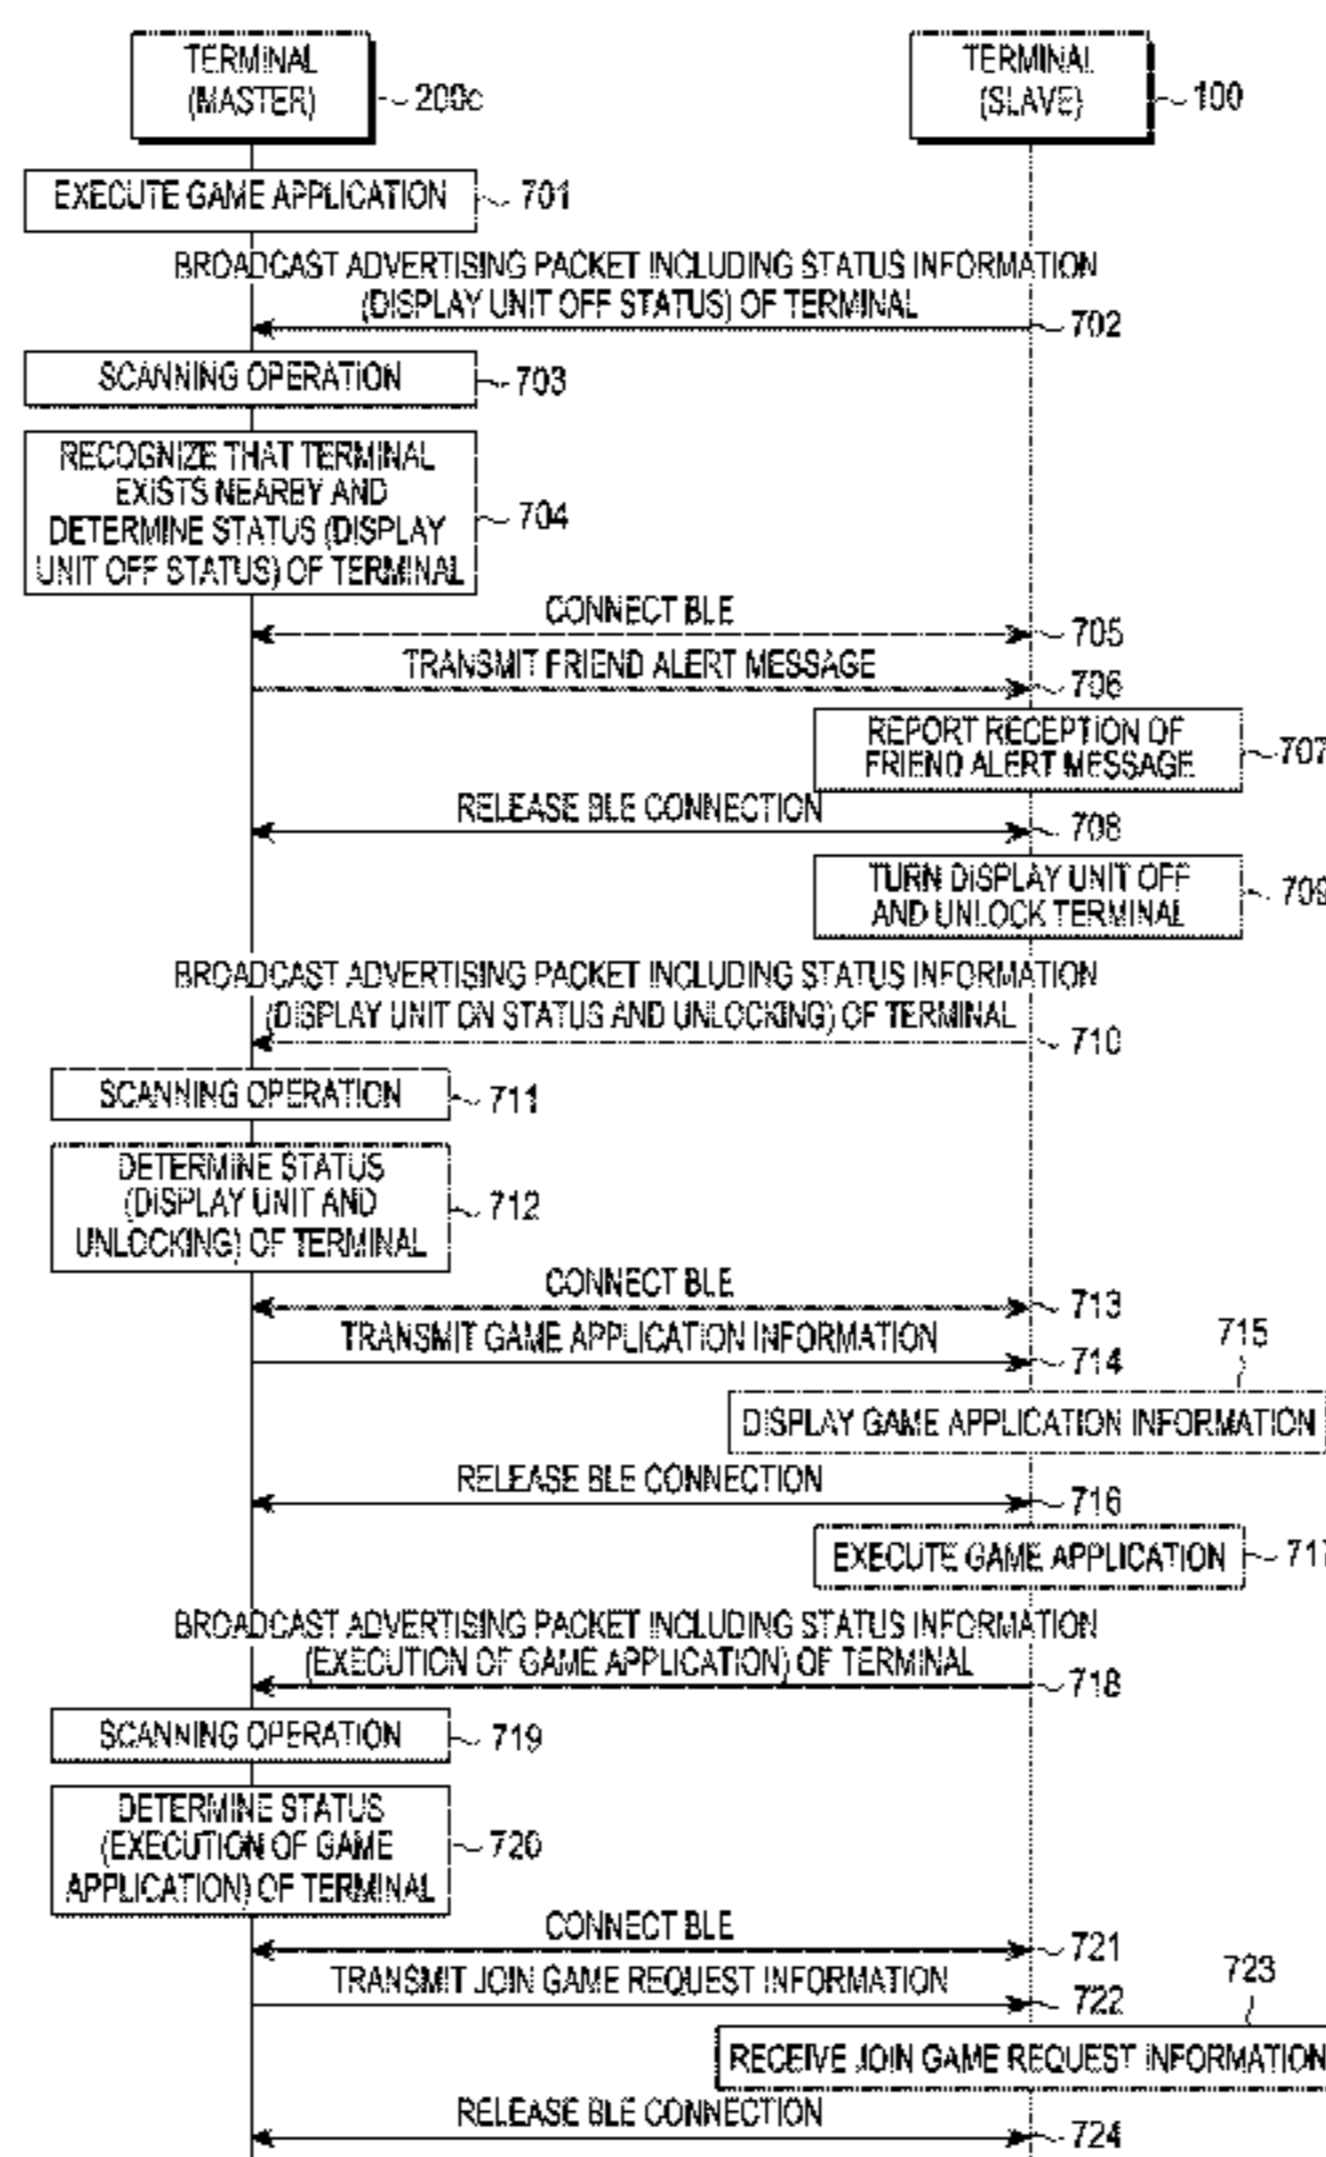 TERMINAL
(MASTER)
200c
TERMINAL
(SLAVE)
100
EXECUTE GAME APPLICATION
701
BROADCAST ADVERTISING PACKET INCLUDING STATUS INFORMATION
(DISPLAY UNIT OFF STATUS) OF TERMINAL
702
SCANNING OPERATION
703
RECOGNIZE THAT TERMINAL
EXISTS NEARBY AND
DETERMINE STATUS (DISPLAY
UNIT OFF STATUS) OF TERMINAL
704
CONNECT BLE
705
TRANSMIT FRIEND ALERT MESSAGE
706
REPORT RECEPTION OF
FRIEND ALERT MESSAGE
707
RELEASE BLE CONNECTION
708
TURN DISPLAY UNIT OFF
AND UNLOCK TERMINAL
709
BROADCAST ADVERTISING PACKET INCLUDING STATUS INFORMATION
(DISPLAY UNIT ON STATUS AND UNLOCKING) OF TERMINAL
710
SCANNING OPERATION
711
DETERMINE STATUS
(DISPLAY UNIT AND
UNLOCKING) OF TERMINAL
712
CONNECT BLE
713
TRANSMIT GAME APPLICATION INFORMATION
714
715
DISPLAY GAME APPLICATION INFORMATION
RELEASE BLE CONNECTION
716
EXECUTE GAME APPLICATION
717
BROADCAST ADVERTISING PACKET INCLUDING STATUS INFORMATION
(EXECUTION OF GAME APPLICATION) OF TERMINAL
718
SCANNING OPERATION
719
DETERMINE STATUS
(EXECUTION OF GAME
APPLICATION) OF TERMINAL
720
CONNECT BLE
721
TRANSMIT JOIN GAME REQUEST INFORMATION
722
723
RECEIVE JOIN GAME REQUEST INFORMATION
RELEASE BLE CONNECTION
724